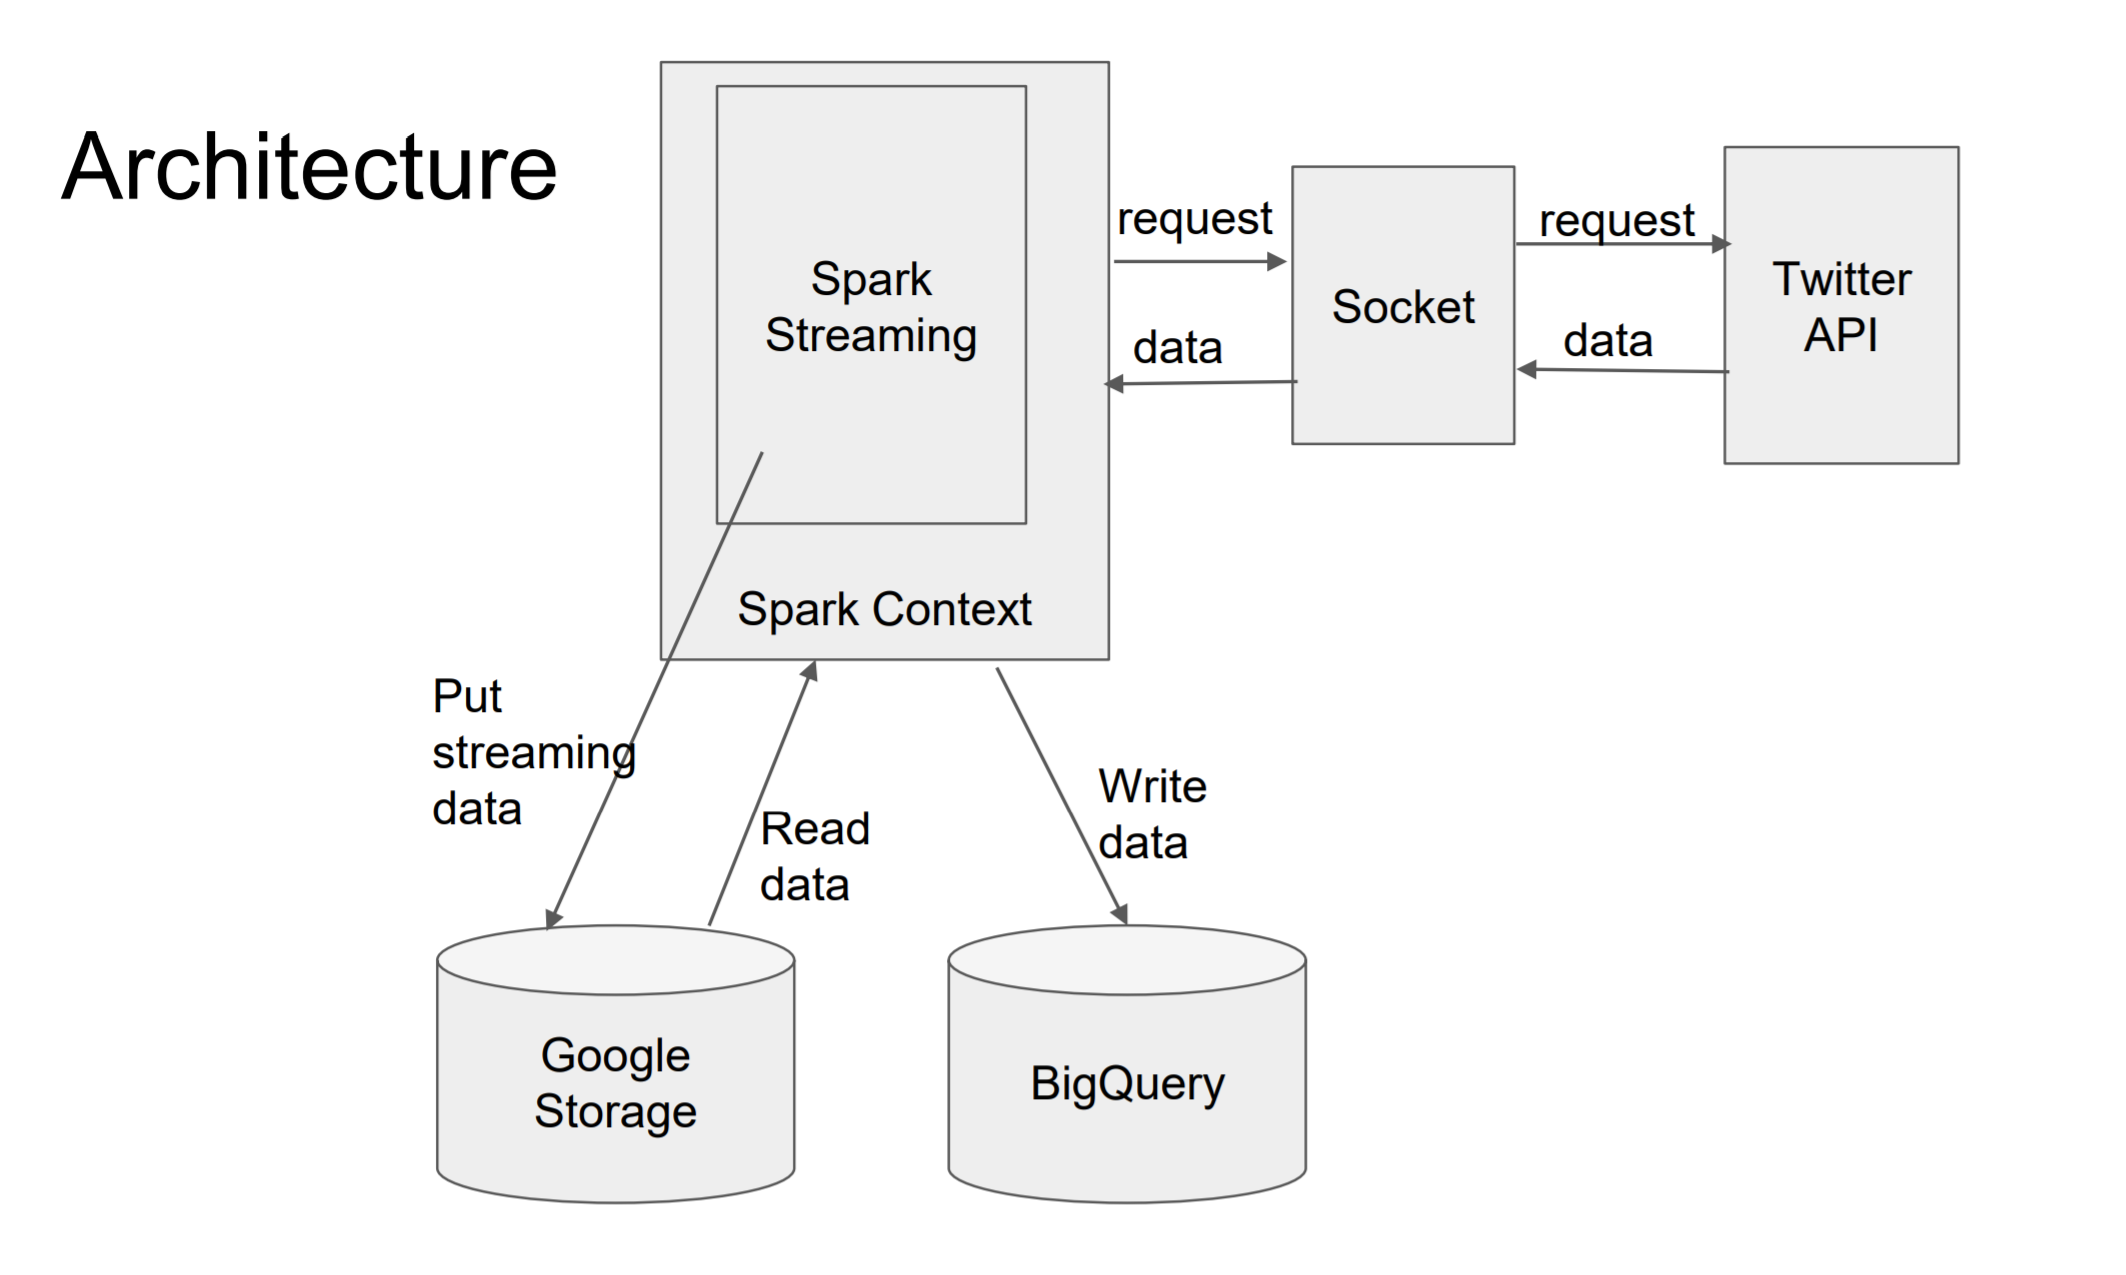 Architecture
Spark
Streaming
Spark Context
request
data
Socket
request
data
Twitter
API
Put
streaming
data
Read
data
Write
data
Google
Storage
BigQuery